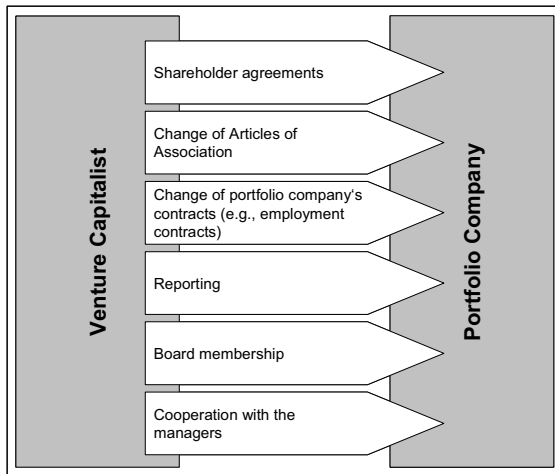 Venture Capitalist
Shareholder agreements
Change of Articles of
Association
Change of portfolio company‘s
contracts (e.g., employment
contracts)
Reporting
Board membership
Cooperation with the
managers
Portfolio Company